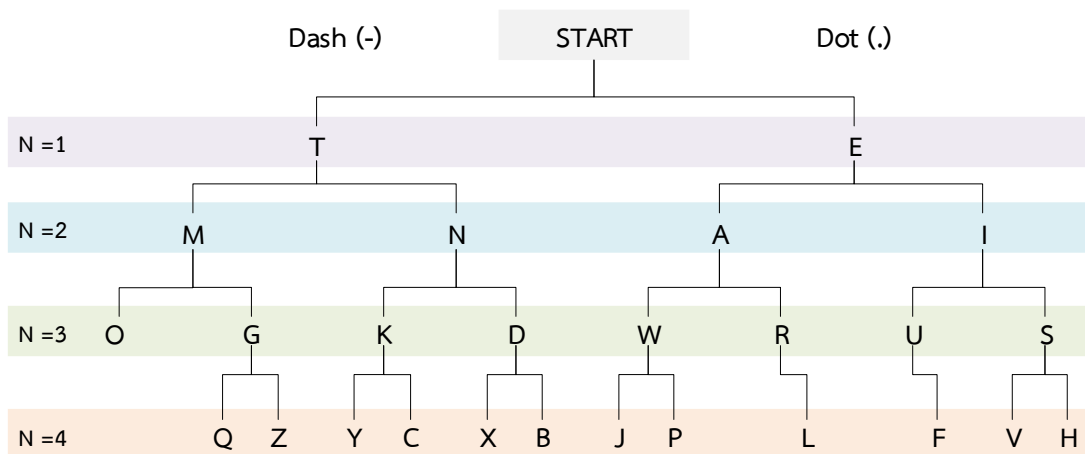 Dash (-) START Dot (.)
N =1 T E
N =2 M N A I
N =3 O G K D W R U S
N =4 Q Z Y C X B J P L F V H